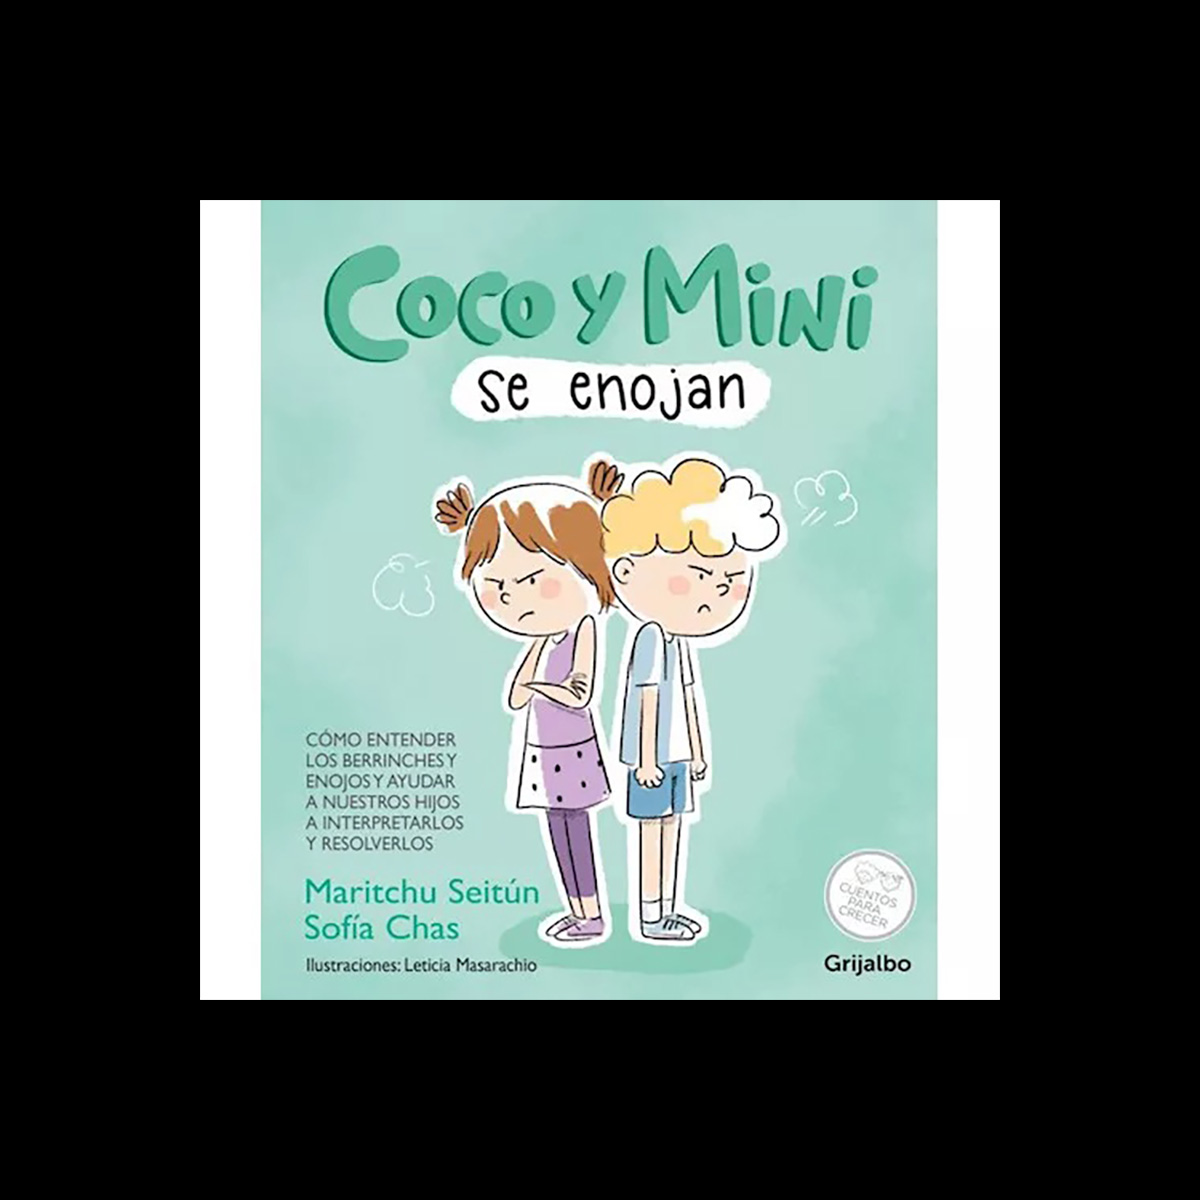 Coco y Mini
se enojan
CÓMO ENTENDER
LOS BERRINCHES Y
ENOJOS Y AYUDAR
A NUESTROS HIJOS
A INTERPRETARLOS
Y RESOLVERLOS
Maritchu Seitún
Sofía Chas
Ilustraciones: Leticia Masarachio
CUENTOS
PARA
CRECER
Grijalbo